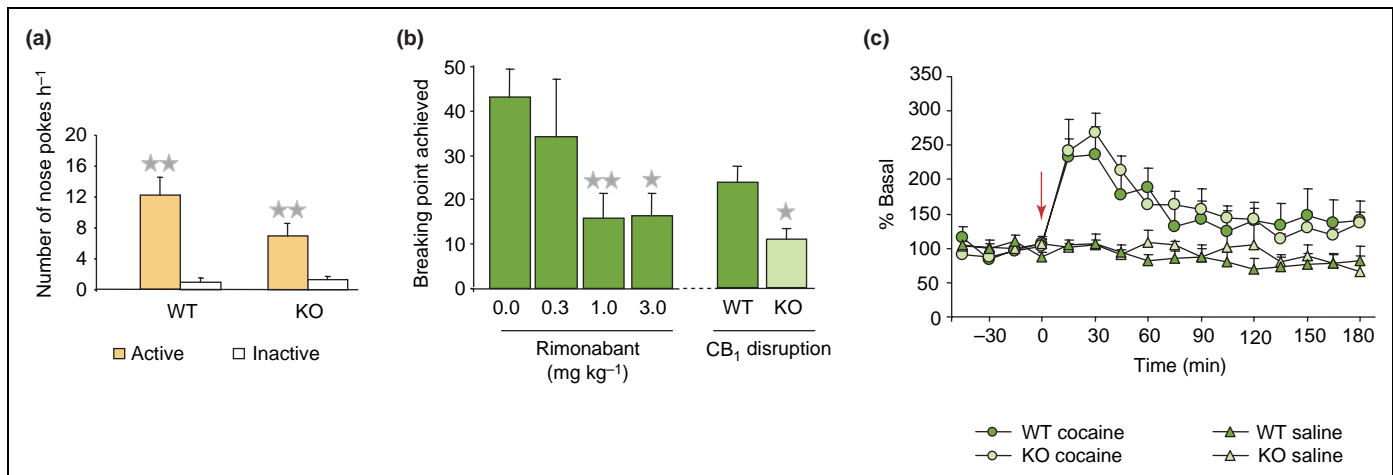 (a)
Number of nose pokes h⁻¹
20
16
12
8
4
0
WT KO
Active Inactive
(b)
Breaking point achieved
50
40
30
20
10
0
0.0 0.3 1.0 3.0 WT KO
Rimonabant
(mg kg⁻¹)
CB₁ disruption
(c)
% Basal
350
300
250
200
150
100
50
0
–30 0 30 60 90 120 150 180
Time (min)
WT cocaine WT saline
KO cocaine KO saline